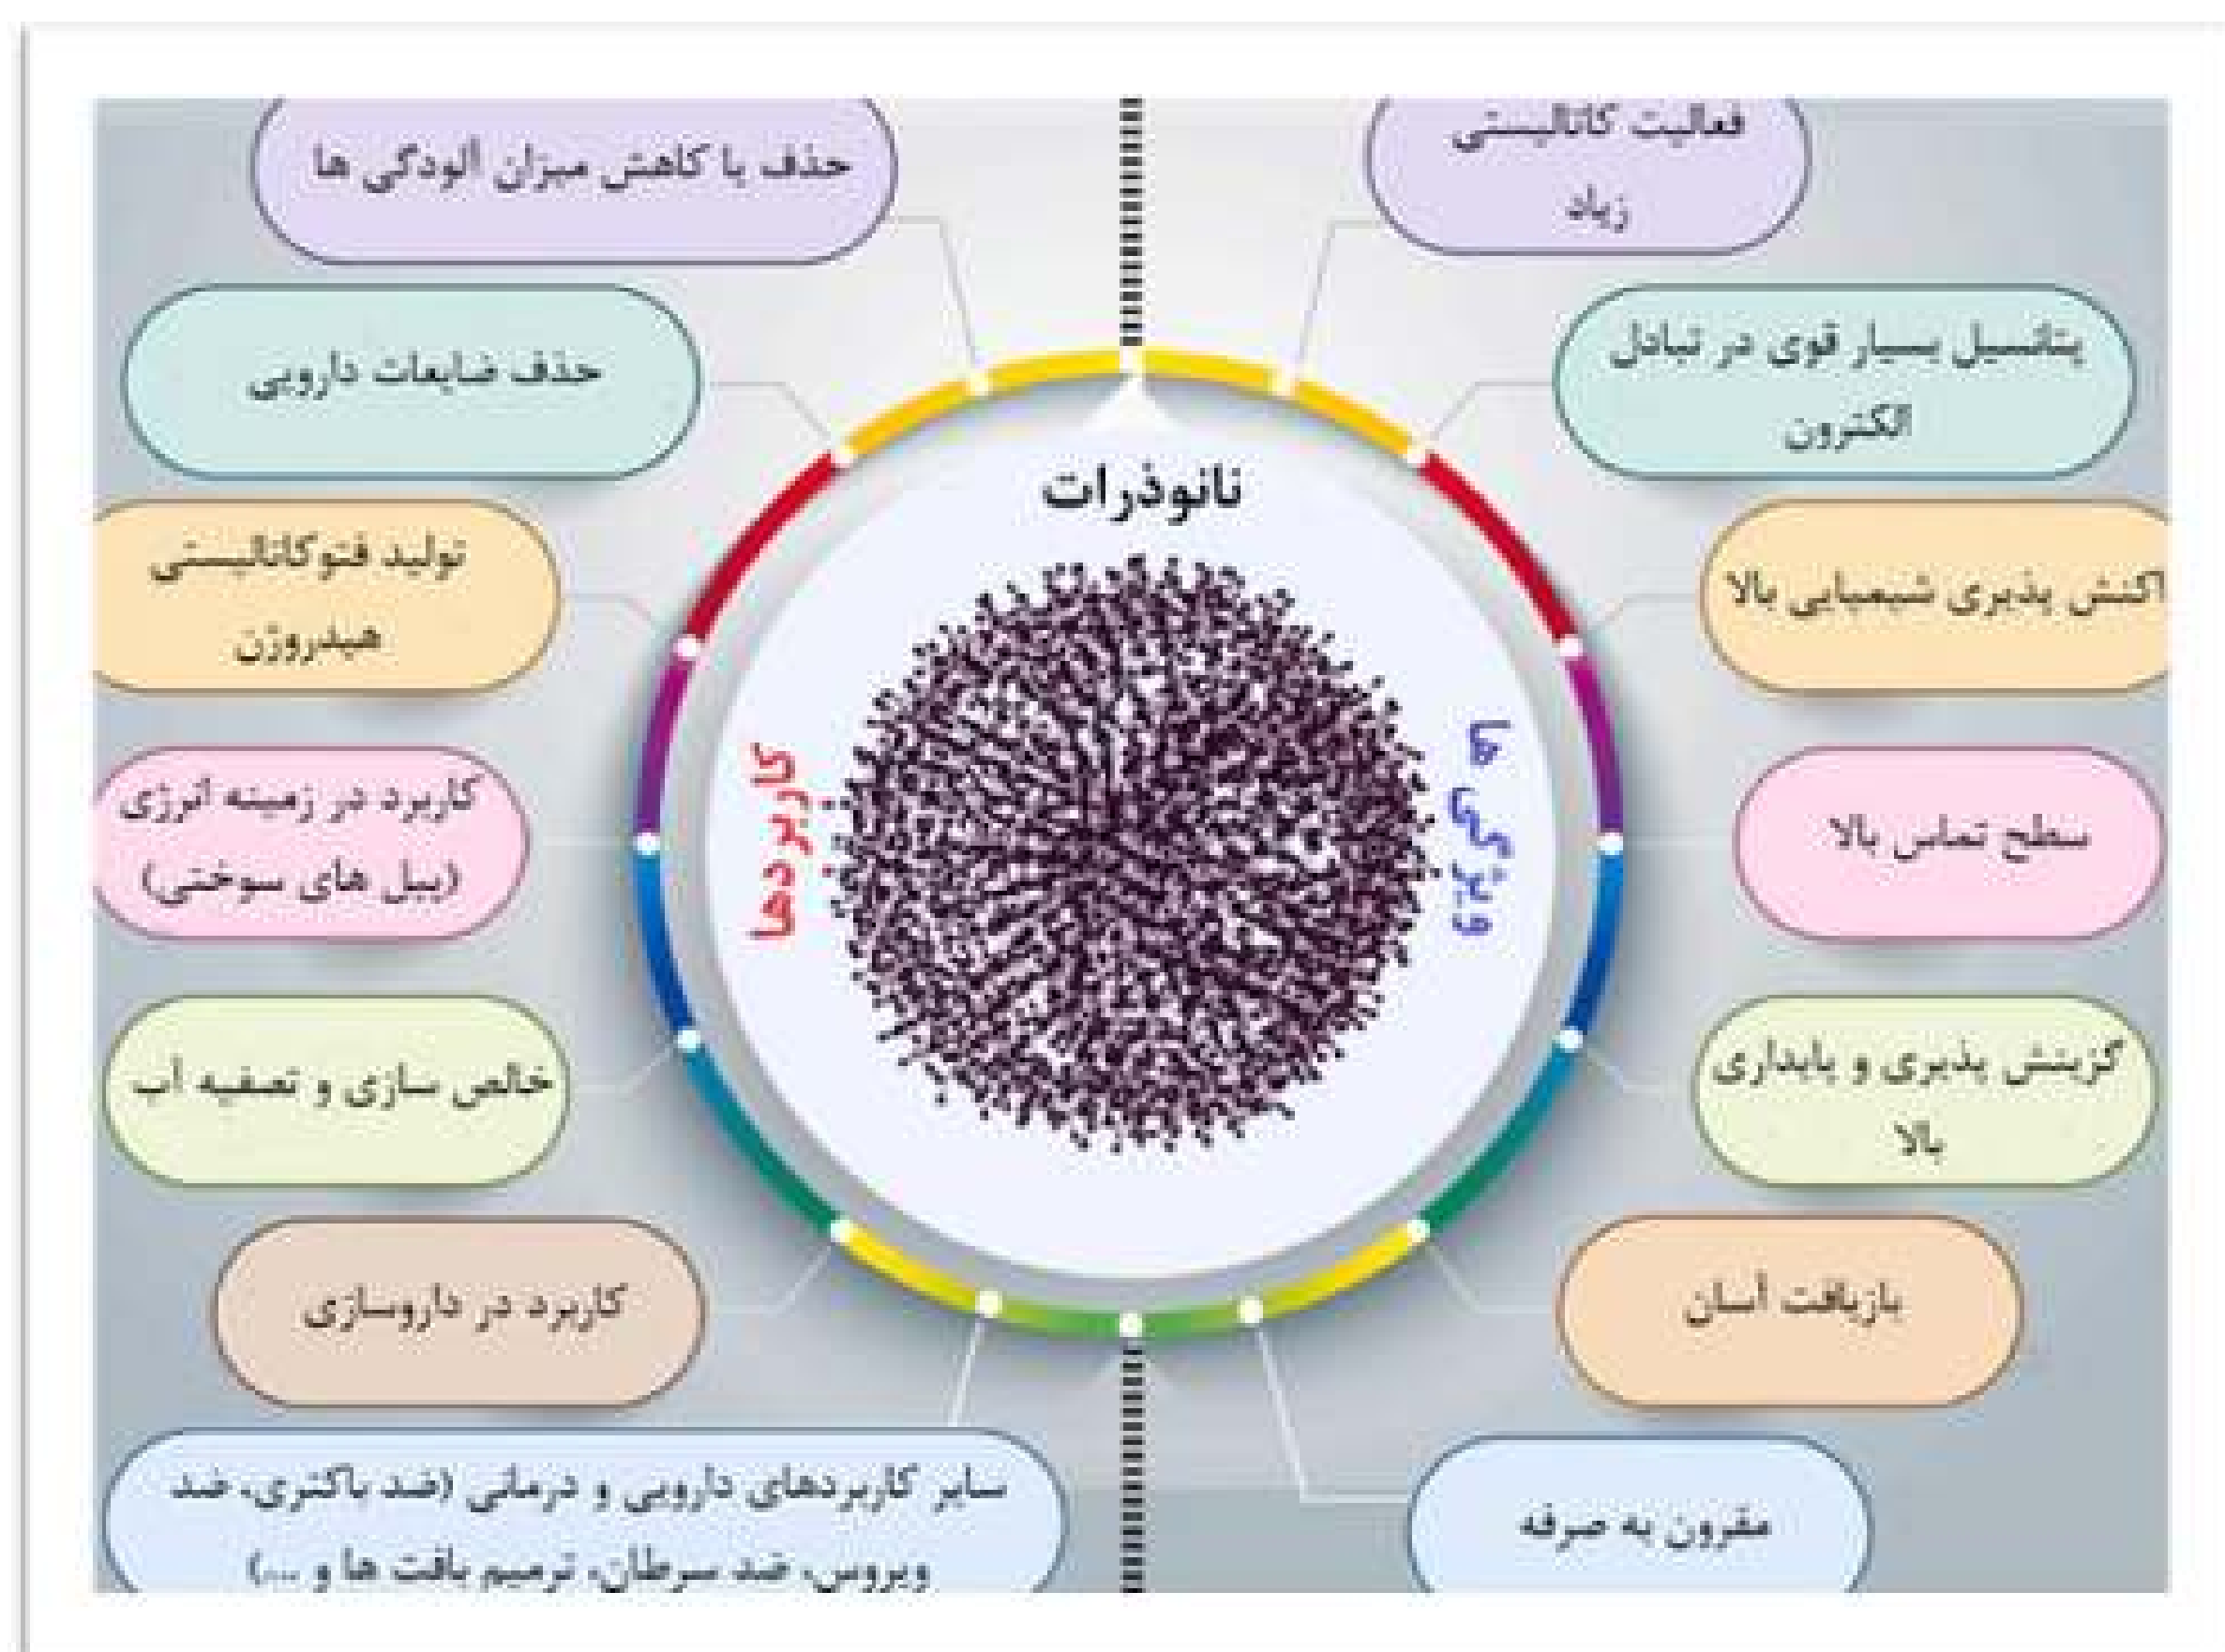 نانوذرات
ویژگی ها
فعالیت کاتالیستی
زیاد
پتانسیل بسیار قوی در تبادل
الکترون
اکنش پذیری شیمیایی بالا
سطح تماس بالا
گزینش پذیری و پایداری
بالا
بازیافت آسان
مقرون به صرفه
کاربردها
حذف یا کاهش میزان آلودگی ها
حذف ضایعات دارویی
تولید فتوکاتالیستی
هیدروژن
کاربرد در زمینه انرژی
(پیل های سوختی)
خالص سازی و تصفیه آب
کاربرد در داروسازی
سایر کاربردهای دارویی و درمانی (ضد باکتری، ضد
ویروس، ضد سرطان، ترمیم بافت ها و ...)